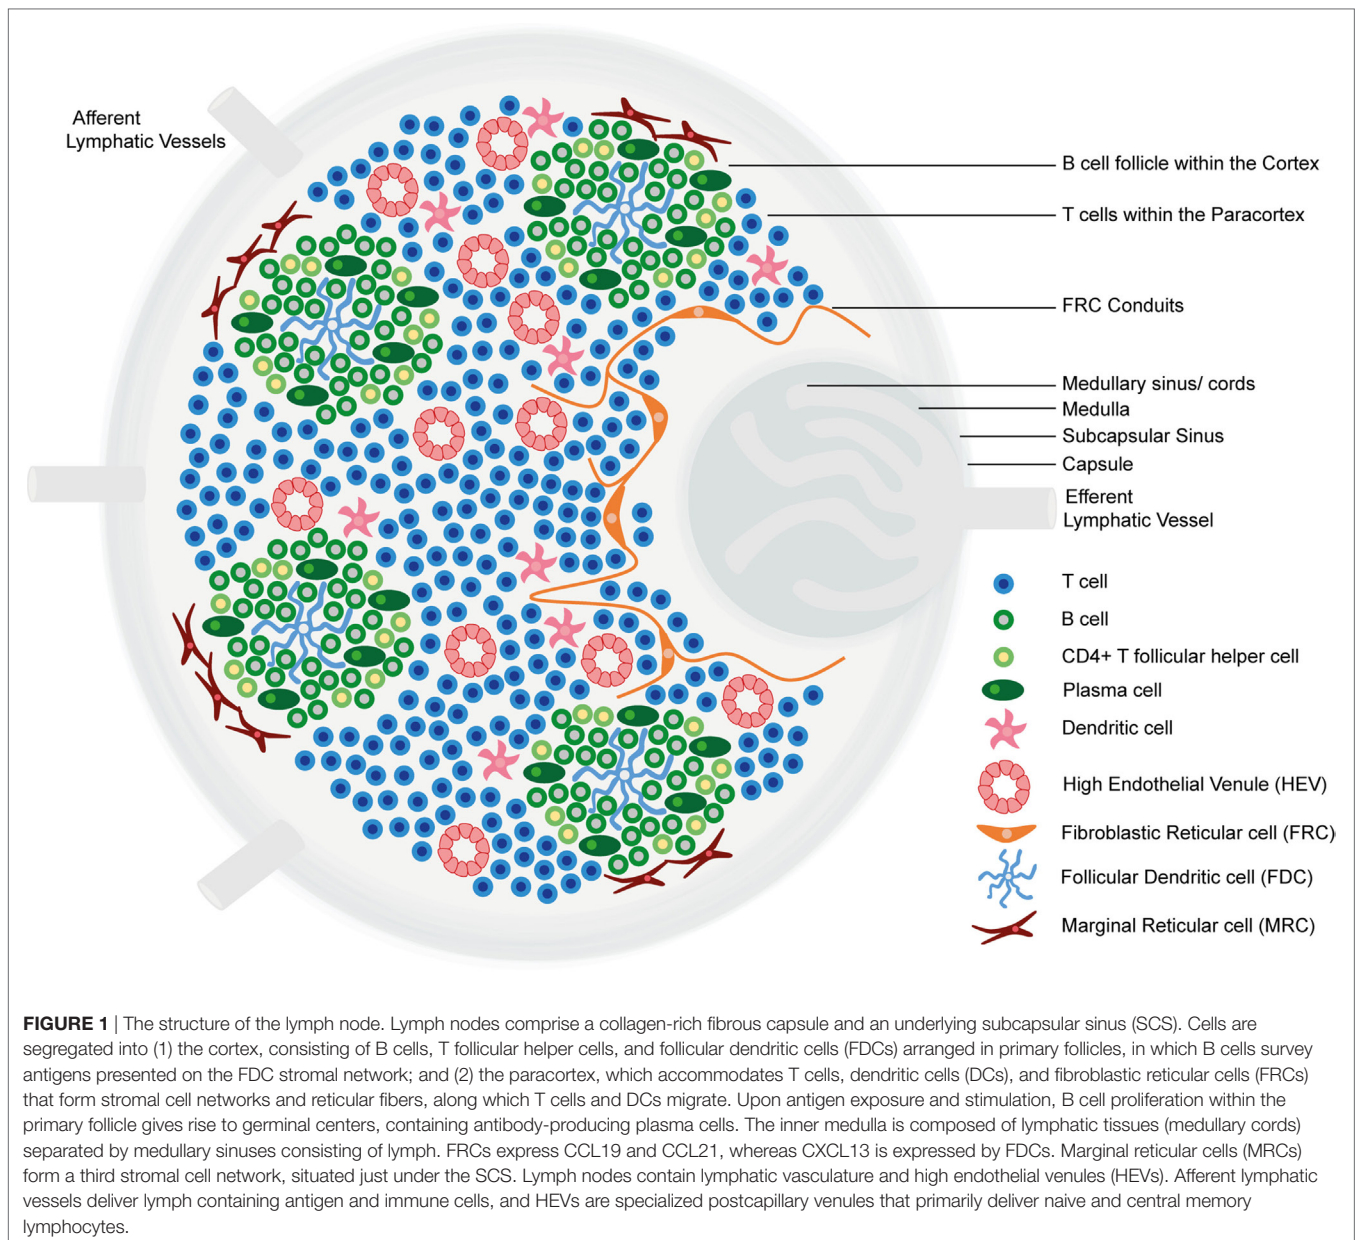 Afferent
Lymphatic Vessels
B cell follicle within the Cortex
T cells within the Paracortex
FRC Conduits
Medullary sinus/ cords
Medulla
Subcapsular Sinus
Capsule
Efferent
Lymphatic Vessel
T cell
B cell
CD4+ T follicular helper cell
Plasma cell
Dendritic cell
High Endothelial Venule (HEV)
Fibroblastic Reticular cell (FRC)
Follicular Dendritic cell (FDC)
Marginal Reticular cell (MRC)
FIGURE 1 | The structure of the lymph node. Lymph nodes comprise a collagen-rich fibrous capsule and an underlying subcapsular sinus (SCS). Cells are
segregated into (1) the cortex, consisting of B cells, T follicular helper cells, and follicular dendritic cells (FDCs) arranged in primary follicles, in which B cells survey
antigens presented on the FDC stromal network; and (2) the paracortex, which accommodates T cells, dendritic cells (DCs), and fibroblastic reticular cells (FRCs)
that form stromal cell networks and reticular fibers, along which T cells and DCs migrate. Upon antigen exposure and stimulation, B cell proliferation within the
primary follicle gives rise to germinal centers, containing antibody-producing plasma cells. The inner medulla is composed of lymphatic tissues (medullary cords)
separated by medullary sinuses consisting of lymph. FRCs express CCL19 and CCL21, whereas CXCL13 is expressed by FDCs. Marginal reticular cells (MRCs)
form a third stromal cell network, situated just under the SCS. Lymph nodes contain lymphatic vasculature and high endothelial venules (HEVs). Afferent lymphatic
vessels deliver lymph containing antigen and immune cells, and HEVs are specialized postcapillary venules that primarily deliver naive and central memory
lymphocytes.